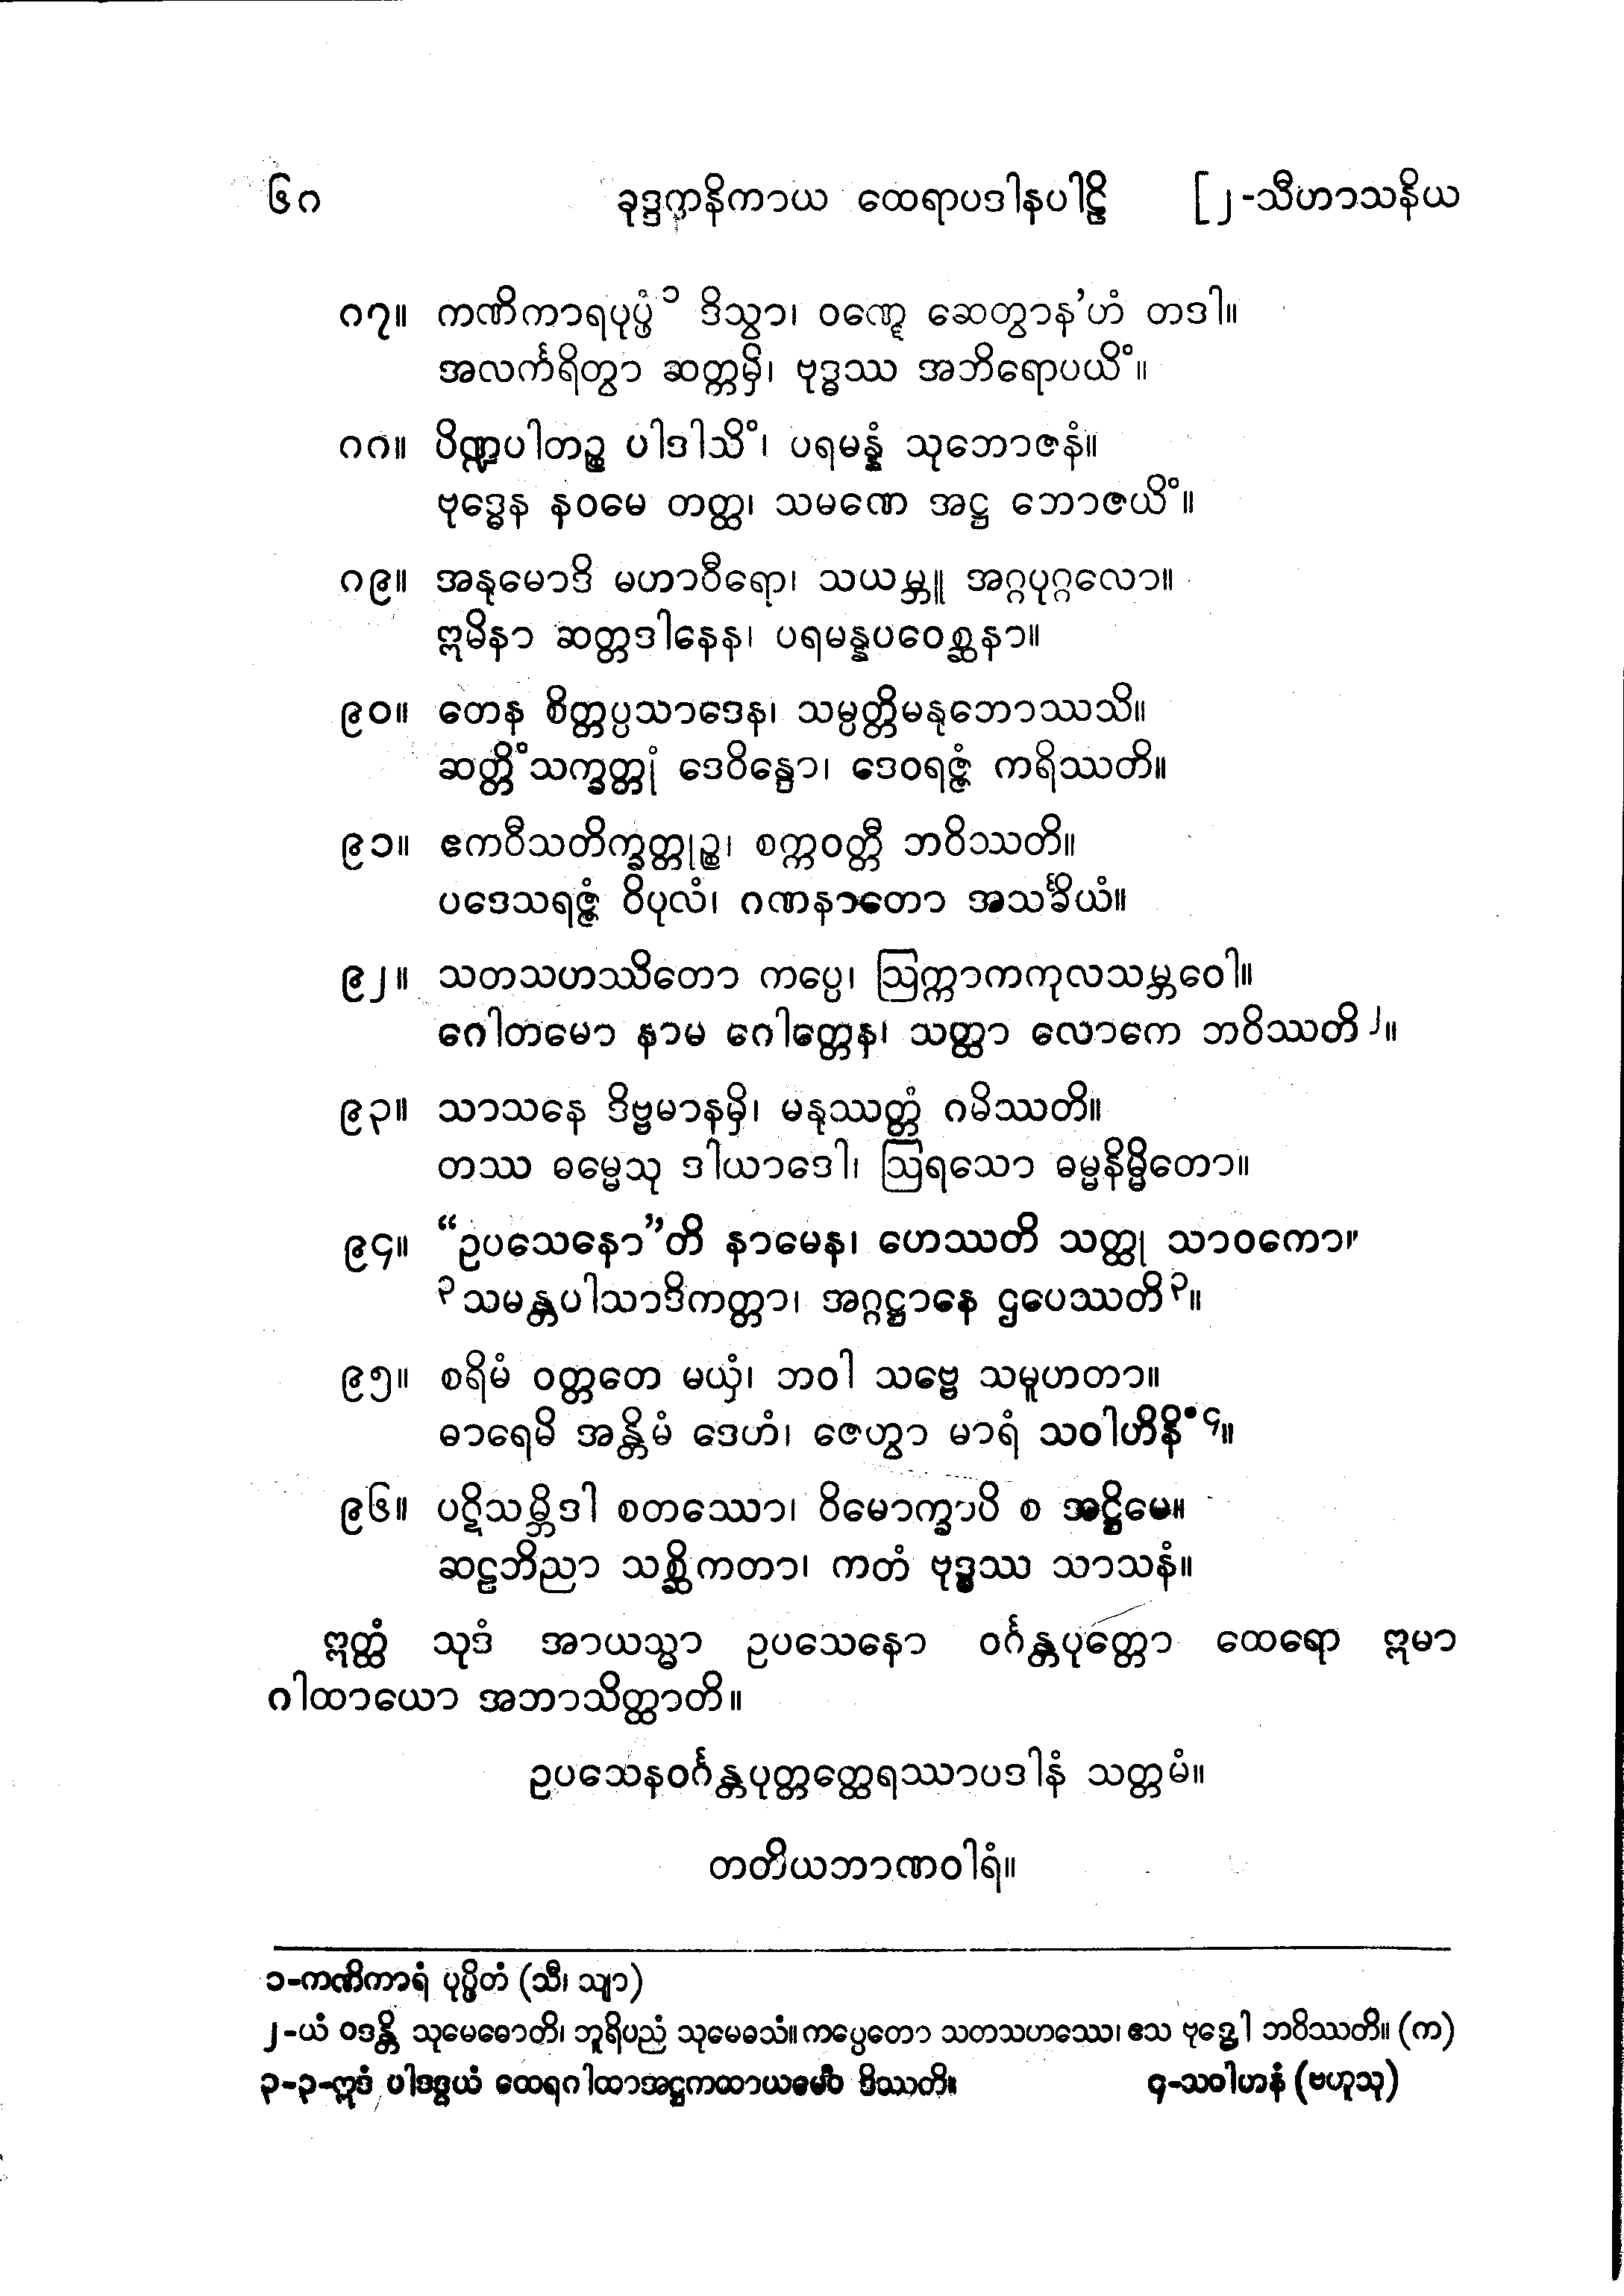 ၆၈ ခုဒ္ဒကနိကာယ ထေရာပဒါနပါဠိ [၂-သီဟာသနိယ
၈၇။ ကဏိကာရပုပ္ဖံ၁ ဒိသွာ၊ ဝဏ္ဋေ ဆေတွာန’ဟံ တဒါ။
အလင်္ကရိတွာ ဆတ္တမှိ၊ ဗုဒ္ဓဿ အဘိရောပယိံ။
၈၈။ ပိဏ္ဍပါတဉ္စ ပါဒါသိံ၊ ပရမန္နံ သုဘောဇနံ။
ဗုဒ္ဓေန နဝမေ တတ္ထ၊ သမဏေ အဋ္ဌ ဘောဇယိံ။
၈၉။ အနုမောဒိ မဟာဝီရော၊ သယမ္ဘူ အဂ္ဂပုဂ္ဂလော။
ဣမိနာ ဆတ္တဒါနေန၊ ပရမန္နပဝေစ္ဆနာ။
၉၀။ တေန စိတ္တပ္ပသာဒေန၊ သမ္ပတ္တိမနုဘောဿသိ။
ဆတ္တိံသက္ခတ္တုံ ဒေဝိန္ဒော၊ ဒေဝရဇ္ဇံ ကရိဿတိ။
၉၁။ ဧကဝီသတိက္ခတ္တုဉ္စ၊ စက္ကဝတ္တီ ဘဝိဿတိ။
ပဒေသရဇ္ဇံ ဝိပုလံ၊ ဂဏနာတော အသင်္ခိယံ။
၉၂။ သတသဟဿိတော ကပ္ပေ၊ ဩက္ကာကကုလသမ္ဘဝေါ။
ဂေါတမော နာမ ဂေါတ္တေန၊ သတ္ထာ လောကေ ဘဝိဿတိ၂။
၉၃။ သာသနေ ဒိဗ္ဗမာနမှိ၊ မနုဿတ္တံ ဂမိဿတိ။
တဿ ဓမ္မေသု ဒါယာဒေါ၊ ဩရသော ဓမ္မနိမ္မိတော။
၉၄။ “ဥပသေနော”တိ နာမေန၊ ဟေဿတိ သတ္ထု သာဝကော။
၃သမန္တပါသာဒိကတ္တာ၊ အဂ္ဂဋ္ဌာနေ ဌပေဿတိ၃။
၉၅။ စရိမံ ဝတ္တတေ မယှံ၊ ဘဝါ သဗ္ဗေ သမူဟတာ။
ဓာရေမိ အန္တိမံ ဒေဟံ၊ ဇေတွာ မာရံ သဝါဟိနိံ၄။
၉၆။ ပဋိသမ္ဘိဒါ စတဿော၊ ဝိမောက္ခာပိ စ အဋ္ဌိမေ။
ဆဠဘိညာ သစ္ဆိကတာ၊ ကတံ ဗုဒ္ဓဿ သာသနံ။
ဣတ္ထံ သုဒံ အာယသ္မာ ဥပသေနော ဝင်္ဂန္တပုတ္တော ထေရော ဣမာ
ဂါထာယော အဘာသိတ္ထာတိ။
ဥပသေနဝင်္ဂန္တပုတ္တတ္ထေရဿာပဒါနံ သတ္တမံ။
တတိယဘာဏဝါရံ။
၁-ကဏိကာရံ ပုပ္ဖိတံ (သီ၊ သျာ)
၂-ယံ ဝဒန္တိ သုမေဓောတိ၊ ဘူရိပညံ သုမေဓသံ။ ကပ္ပေတော သတသဟဿေ၊ ဧသ ဗုဒ္ဓေါ ဘဝိဿတိ။ (က)
၃-၃-ဣဒံ ပါဒဒ္ဓယံ ထေရဂါထာအဋ္ဌကထာယမေဝ ဒိဿတိ။ ၄-သဝါဟနံ (ဗဟူသု)